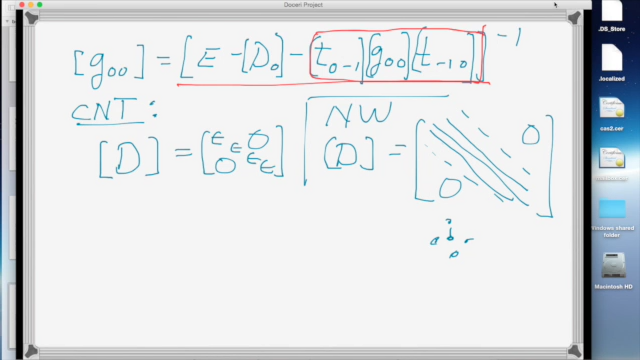 Doceri Project
[g₀₀] = [E - [D₀] - [t₀₋₁][g₀₀][t₋₁₀]]⁻¹
CNT:
NW
[D] = [ε ε 0 0 ε ε]
[D] = [0 0]
.DS_Store
.localized
cas2.cer
Windows shared folder
Macintosh HD